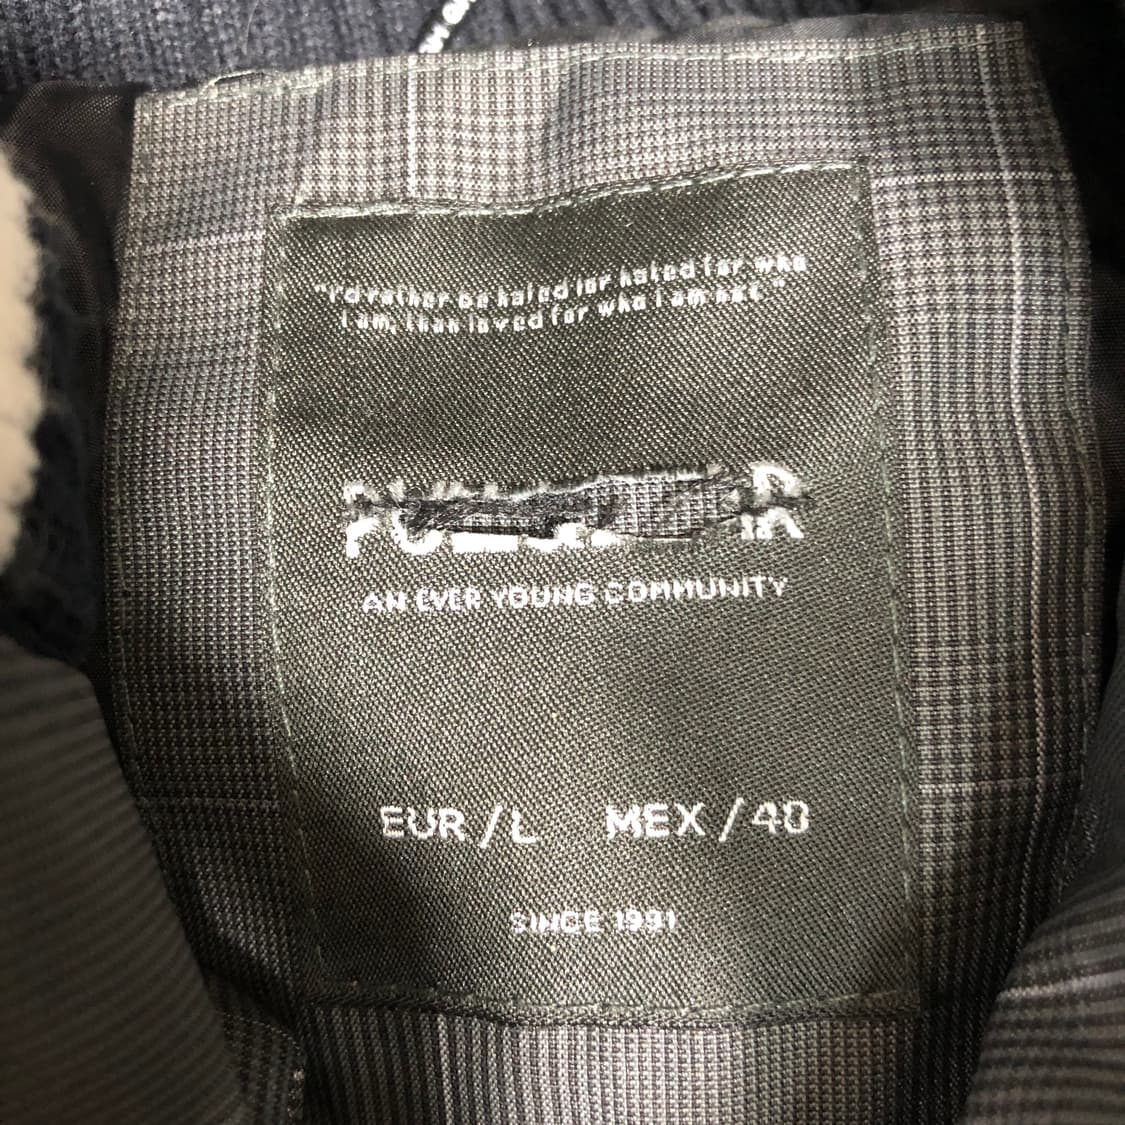 "I'd rather be hated for hated for who
I am, than loved for who I am not."
AN EVER YOUNG COMMUNITY
EUR / L MEX / 40
SINCE 1991